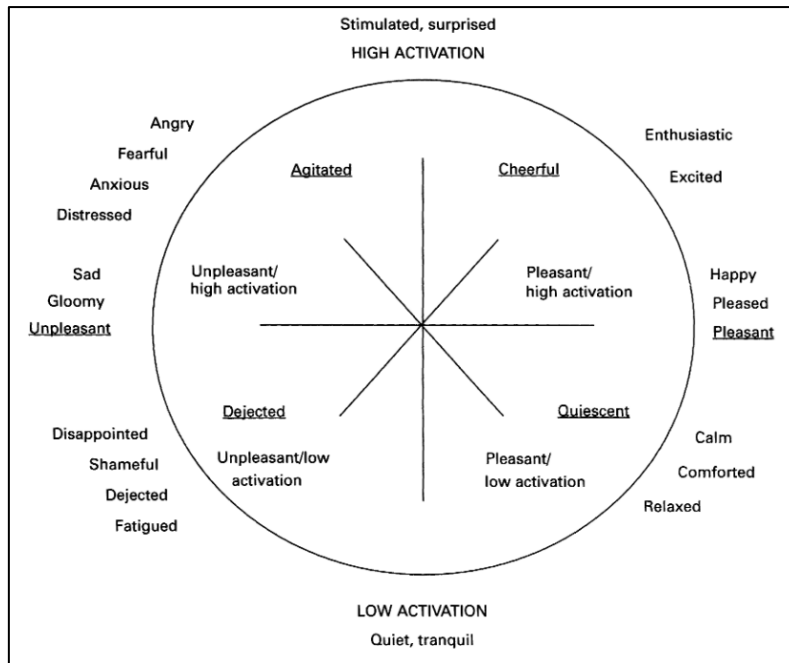 Stimulated, surprised
HIGH ACTIVATION
Angry
Fearful
Anxious
Distressed
Enthusiastic
Excited
Agitated
Cheerful
Sad
Gloomy
Unpleasant
Unpleasant/
high activation
Pleasant/
high activation
Happy
Pleased
Pleasant
Dejected
Unpleasant/low
activation
Quiescent
Pleasant/
low activation
Disappointed
Shameful
Dejected
Fatigued
Calm
Comforted
Relaxed
LOW ACTIVATION
Quiet, tranquil